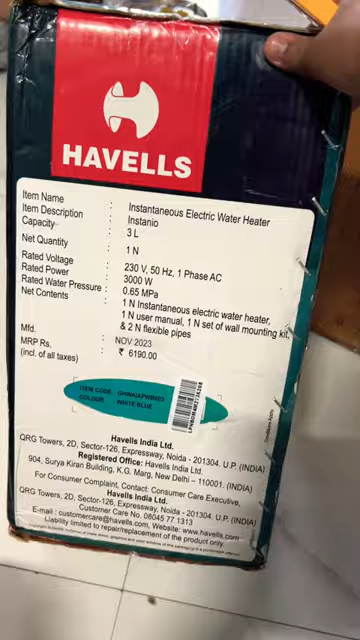 HAVELLS
Item Name : Instantaneous Electric Water Heater
Item Description : Instanio
Capacity : 3 L
Net Quantity : 1 N
Rated Voltage : 230 V, 50 Hz, 1 Phase AC
Rated Power : 3000 W
Rated Water Pressure : 0.65 MPa
Net Contents : 1 N Instantaneous electric water heater,
1 N user manual, 1 N set of wall mounting kit,
& 2 N flexible pipes
Mfd. : NOV 2023
MRP Rs. : ₹ 6190.00
(incl. of all taxes)
ITEM CODE :
COLOUR : WHITE BLUE
Havells India Ltd.
QRG Towers, 2D, Sector-126, Expressway, Noida - 201304. U.P. (INDIA)
Registered Office: Havells India Ltd.
904, Surya Kiran Building, K.G. Marg, New Delhi – 110001. (INDIA)
For Consumer Complaint, Contact: Consumer Care Executive,
Havells India Ltd.
QRG Towers, 2D, Sector-126, Expressway, Noida - 201304. U.P. (INDIA)
Customer Care No. 08045 77 1313
E-mail : customercare@havells.com, Website: www.havells.com
Liability limited to repair/replacement of the product only.